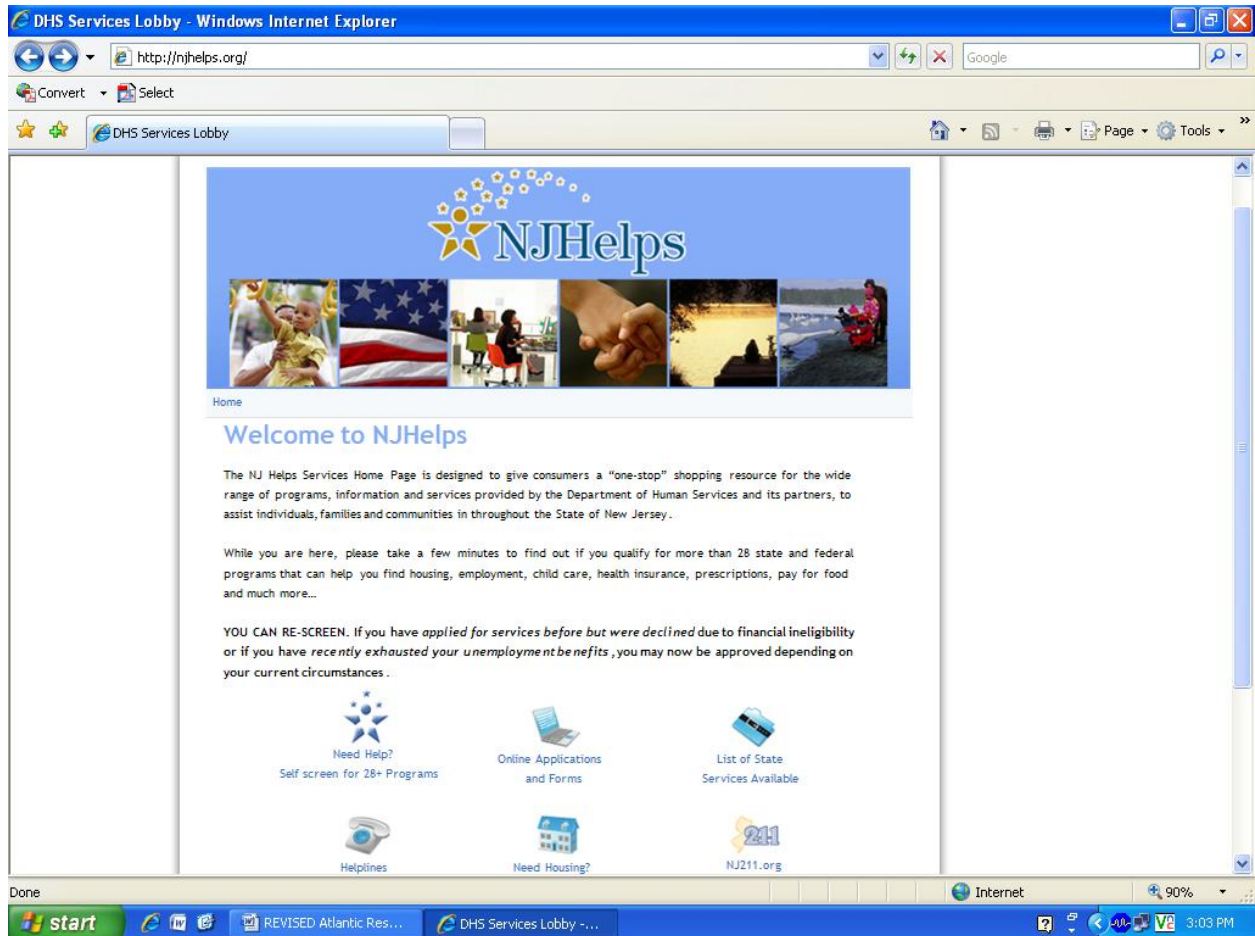 DHS Services Lobby - Windows Internet Explorer
http://njhelps.org/
Google
Convert Select
DHS Services Lobby
Page Tools
NJHelps
Home
Welcome to NJHelps
The NJ Helps Services Home Page is designed to give consumers a “one-stop” shopping resource for the wide
range of programs, information and services provided by the Department of Human Services and its partners, to
assist individuals, families and communities in throughout the State of New Jersey.
While you are here, please take a few minutes to find out if you qualify for more than 28 state and federal
programs that can help you find housing, employment, child care, health insurance, prescriptions, pay for food
and much more…
YOU CAN RE-SCREEN. If you have applied for services before but were declined due to financial ineligibility
or if you have recently exhausted your unemployment benefits, you may now be approved depending on
your current circumstances.
Need Help?
Self screen for 28+ Programs
Online Applications
and Forms
List of State
Services Available
Helplines
Need Housing?
211
NJ211.org
Done
Internet
90%
start
REVISED Atlantic Res...
DHS Services Lobby -...
3:03 PM